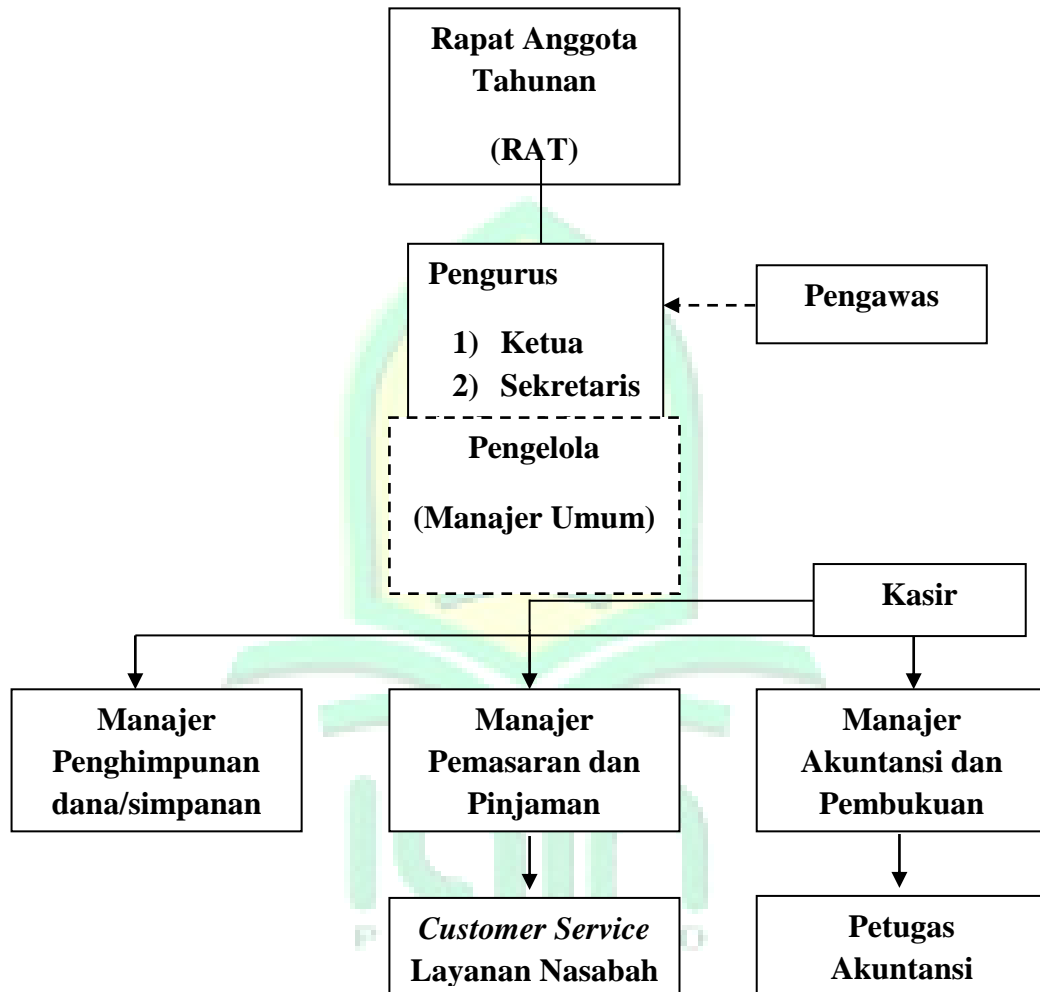 Rapat Anggota
Tahunan
(RAT)
Pengurus
1) Ketua
2) Sekretaris
Pengawas
Pengelola
(Manajer Umum)
Kasir
Manajer
Penghimpunan
dana/simpanan
Manajer
Pemasaran dan
Pinjaman
Manajer
Akuntansi dan
Pembukuan
Customer Service
Layanan Nasabah
Petugas
Akuntansi